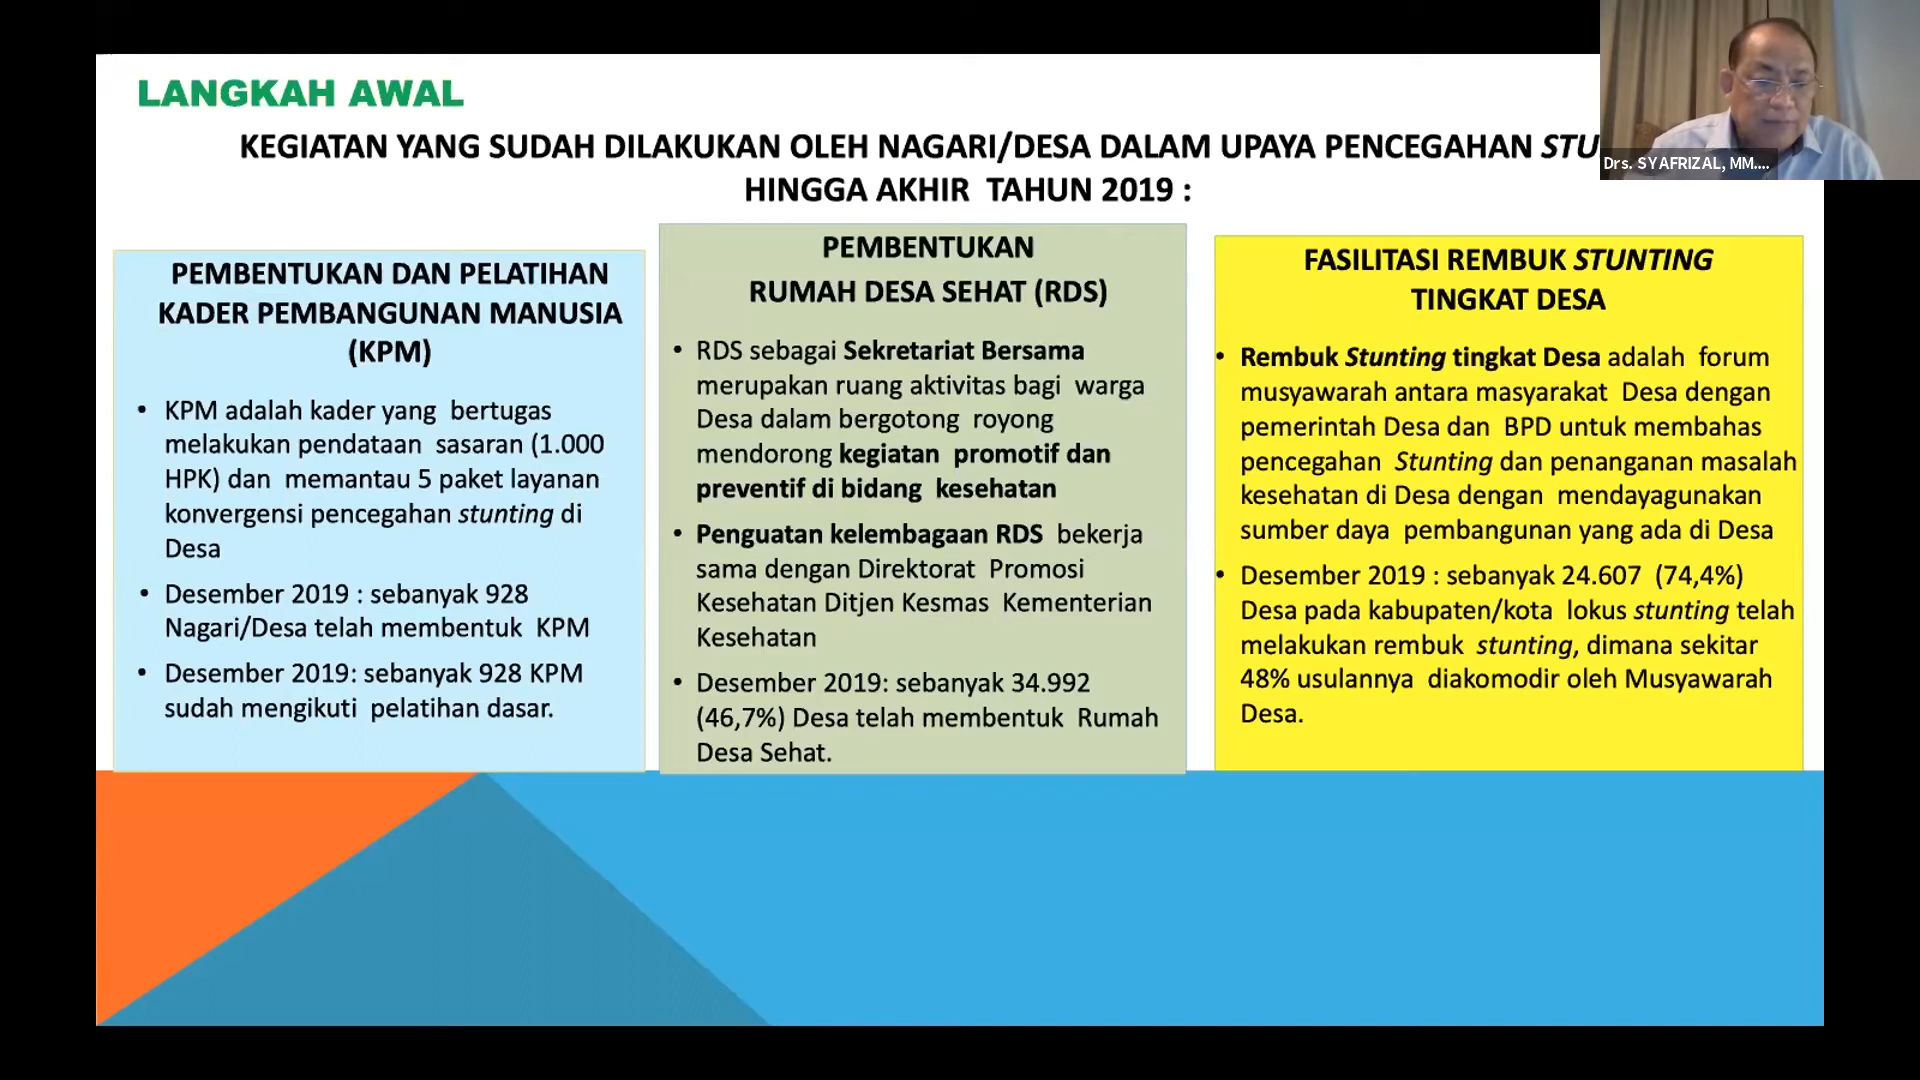 LANGKAH AWAL
KEGIATAN YANG SUDAH DILAKUKAN OLEH NAGARI/DESA DALAM UPAYA PENCEGAHAN
HINGGA AKHIR TAHUN 2019 :
Drs. SYAFRIZAL, MM....
PEMBENTUKAN DAN PELATIHAN
KADER PEMBANGUNAN MANUSIA
(KPM)
• KPM adalah kader yang bertugas
melakukan pendataan sasaran (1.000
HPK) dan memantau 5 paket layanan
konvergensi pencegahan stunting di
Desa
• Desember 2019 : sebanyak 928
Nagari/Desa telah membentuk KPM
• Desember 2019: sebanyak 928 KPM
sudah mengikuti pelatihan dasar.
PEMBENTUKAN
RUMAH DESA SEHAT (RDS)
• RDS sebagai Sekretariat Bersama
merupakan ruang aktivitas bagi warga
Desa dalam bergotong royong
mendorong kegiatan promotif dan
preventif di bidang kesehatan
• Penguatan kelembagaan RDS bekerja
sama dengan Direktorat Promosi
Kesehatan Ditjen Kesmas Kementerian
Kesehatan
• Desember 2019: sebanyak 34.992
(46,7%) Desa telah membentuk Rumah
Desa Sehat.
FASILITASI REMBUK STUNTING
TINGKAT DESA
• Rembuk Stunting tingkat Desa adalah forum
musyawarah antara masyarakat Desa dengan
pemerintah Desa dan BPD untuk membahas
pencegahan Stunting dan penanganan masalah
kesehatan di Desa dengan mendayagunakan
sumber daya pembangunan yang ada di Desa
• Desember 2019 : sebanyak 24.607 (74,4%)
Desa pada kabupaten/kota lokus stunting telah
melakukan rembuk stunting, dimana sekitar
48% usulannya diakomodir oleh Musyawarah
Desa.